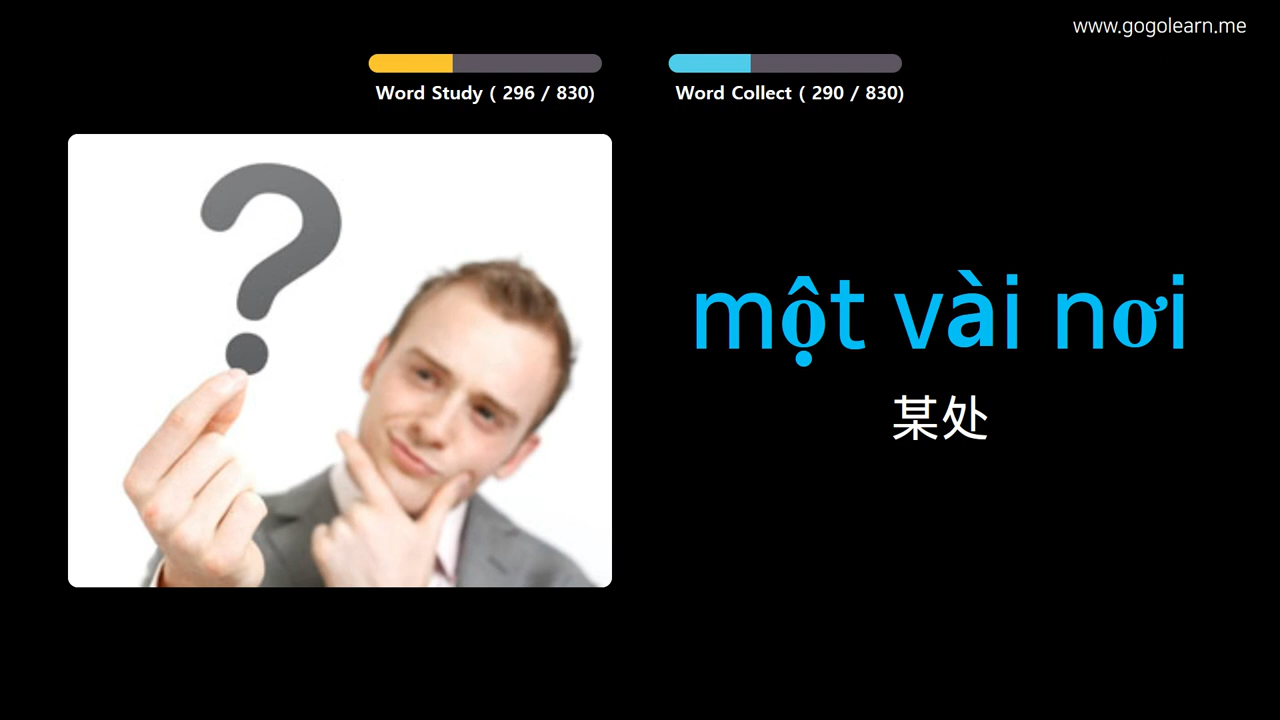 www.gogolearn.me
Word Study ( 296 / 830)
Word Collect ( 290 / 830)
?
một vài nơi
某处